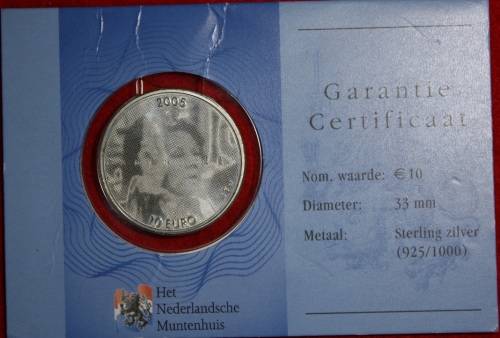 2005
10 EURO
Garantie
Certificaat
Nom. waarde: € 10
Diameter: 33 mm
Metaal: Sterling zilver
(925/1000)
Het
Nederlandsche
Muntenhuis